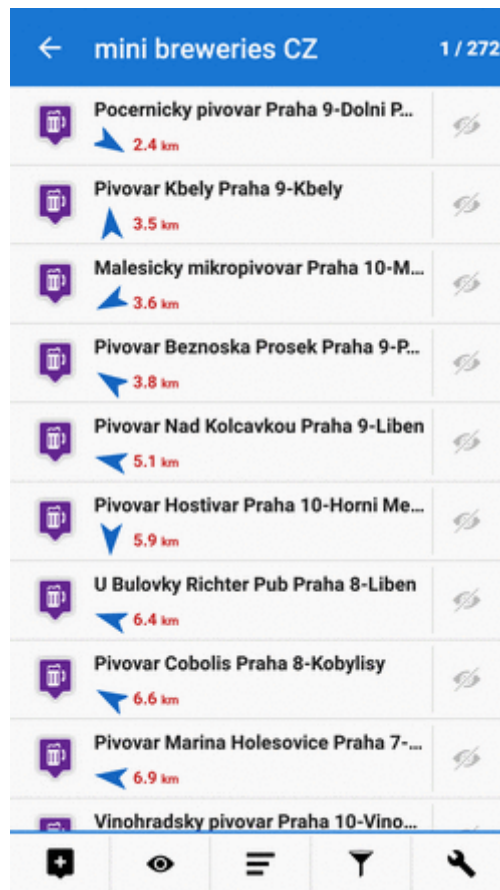 mini breweries CZ
1 / 272
Pocernicky pivovar Praha 9-Dolni P...
2.4 km
Pivovar Kbely Praha 9-Kbely
3.5 km
Malesicky mikropivovar Praha 10-M...
3.6 km
Pivovar Beznoska Prosek Praha 9-P...
3.8 km
Pivovar Nad Kolcavkou Praha 9-Liben
5.1 km
Pivovar Hostivar Praha 10-Horni Me...
5.9 km
U Bulovky Richter Pub Praha 8-Liben
6.4 km
Pivovar Cobolis Praha 8-Kobylisy
6.6 km
Pivovar Marina Holesovice Praha 7-...
6.9 km
Vinohradsky pivovar Praha 10-Vino...